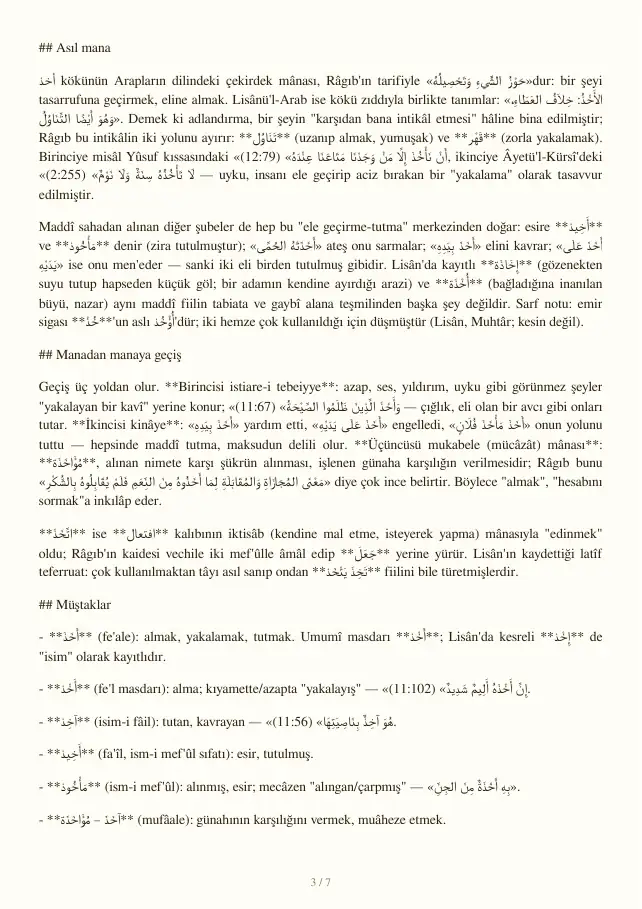 ## Asıl mana
أخذ kökünün Arapların dilindeki çekirdek mânası, Râgıb'ın tarifiyle «حَوْزُ الشَّيءِ وَتَحْصِيلُهُ»dur: bir şeyi
tasarrufuna geçirmek, eline almak. Lisânü'l-Arab ise kökü zıddıyla birlikte tanımlar: «الأَخْذُ: خِلَافُ العَطَاءِ،
وَهُوَ أَيْضًا التَّنَاوُلُ». Demek ki adlandırma, bir şeyin "karşıdan bana intikâl etmesi" hâline bina edilmiştir;
Râgıb bu intikâlin iki yolunu ayırır: **تَنَاوُل** (uzanıp almak, yumuşak) ve **قَهْر** (zorla yakalamak).
Birinciye misâl Yûsuf kıssasındaki «أَنْ نَأْخُذَ إِلَّا مَنْ وَجَدْنَا مَتَاعَنَا عِنْدَهُ» (12:79), ikinciye Âyetü'l-Kürsî'deki
«لَا تَأْخُذُهُ سِنَةٌ وَلَا نَوْمٌ» (2:255) — uyku, insanı ele geçirip aciz bırakan bir "yakalama" olarak tasavvur
edilmiştir.
Maddî sahadan alınan diğer şubeler de hep bu "ele geçirme-tutma" merkezinden doğar: esire **أَخِيذ**
ve **مَأْخُوذ** denir (zira tutulmuştur); «أَخَذَتْهُ الحُمَّى» ateş onu sarmalar; «أَخَذَ بِيَدِهِ» elini kavrar; «أَخَذَ عَلَى
يَدَيْهِ» ise onu men'eder — sanki iki eli birden tutulmuş gibidir. Lisân'da kayıtlı **إِخَاذَة** (gözenekten
suyu tutup hapseden küçük göl; bir adamın kendine ayırdığı arazi) ve **أُخْذَة** (bağladığına inanılan
büyü, nazar) aynı maddî fiilin tabiata ve gaybî alana teşmilinden başka şey değildir. Sarf notu: emir
sigası **خُذْ**'un aslı أُؤْخُذ'dür; iki hemze çok kullanıldığı için düşmüştür (Lisân, Muhtâr; kesin değil).
## Manadan manaya geçiş
Geçiş üç yoldan olur. **Birincisi istiare-i tebeiyye**: azap, ses, yıldırım, uyku gibi görünmez şeyler
"yakalayan bir kavî" yerine konur; «وَأَخَذَ الَّذِينَ ظَلَمُوا الصَّيْحَةُ» (11:67) — çığlık, eli olan bir avcı gibi onları
tutar. **İkincisi kinâye**: «أَخَذَ بِيَدِهِ» yardım etti, «أَخَذَ عَلَى يَدَيْهِ» engelledi, «أَخَذَ مَأْخَذَ فُلَانٍ» onun yolunu
tuttu — hepsinde maddî tutma, maksudun delili olur. **Üçüncüsü mukabele (mücâzât) mânası**:
**مُؤَاخَذَة**, alınan nimete karşı şükrün alınması, işlenen günaha karşılığın verilmesidir; Râgıb bunu
«مَعْنَى المُجَازَاةِ وَالمُقَابَلَةِ لِمَا أَخَذُوهُ مِنَ النِّعَمِ فَلَمْ يُقَابِلُوهُ بِالشُّكْرِ» diye çok ince belirtir. Böylece "almak", "hesabını
sormak"a inkılâp eder.
**اتَّخَذَ** ise **افتعال** kalıbının iktisâb (kendine mal etme, isteyerek yapma) mânasıyla "edinmek"
oldu; Râgıb'ın kaidesi vechile iki mef'ûlle âmâl edip **جَعَلَ** yerine yürür. Lisân'ın kaydettiği latîf
teferruat: çok kullanılmaktan tâyı asıl sanıp ondan **تَخِذَ يَتْخَذ** fiilini bile türetmişlerdir.
## Müştaklar
- **أَخَذَ** (fe'ale): almak, yakalamak, tutmak. Umumî masdarı **أَخْذ**; Lisân'da kesreli **إِخْذ** de
"isim" olarak kayıtlıdır.
- **أَخْذ** (fe'l masdarı): alma; kıyamette/azapta "yakalayış" — «إِنَّ أَخْذَهُ أَلِيمٌ شَدِيدٌ» (11:102).
- **آخِذ** (isim-i fâil): tutan, kavrayan — «هُوَ آخِذٌ بِنَاصِيَتِهَا» (11:56).
- **أَخِيذ** (fa'îl, ism-i mef'ûl sıfatı): esir, tutulmuş.
- **مَأْخُوذ** (ism-i mef'ûl): alınmış, esir; mecâzen "alıngan/çarpmış" — «بِهِ أُخْذَةٌ مِنَ الجِنِّ».
- **آخَذَ – مُؤَاخَذَة** (mufâale): günahının karşılığını vermek, muâheze etmek.
3 / 7